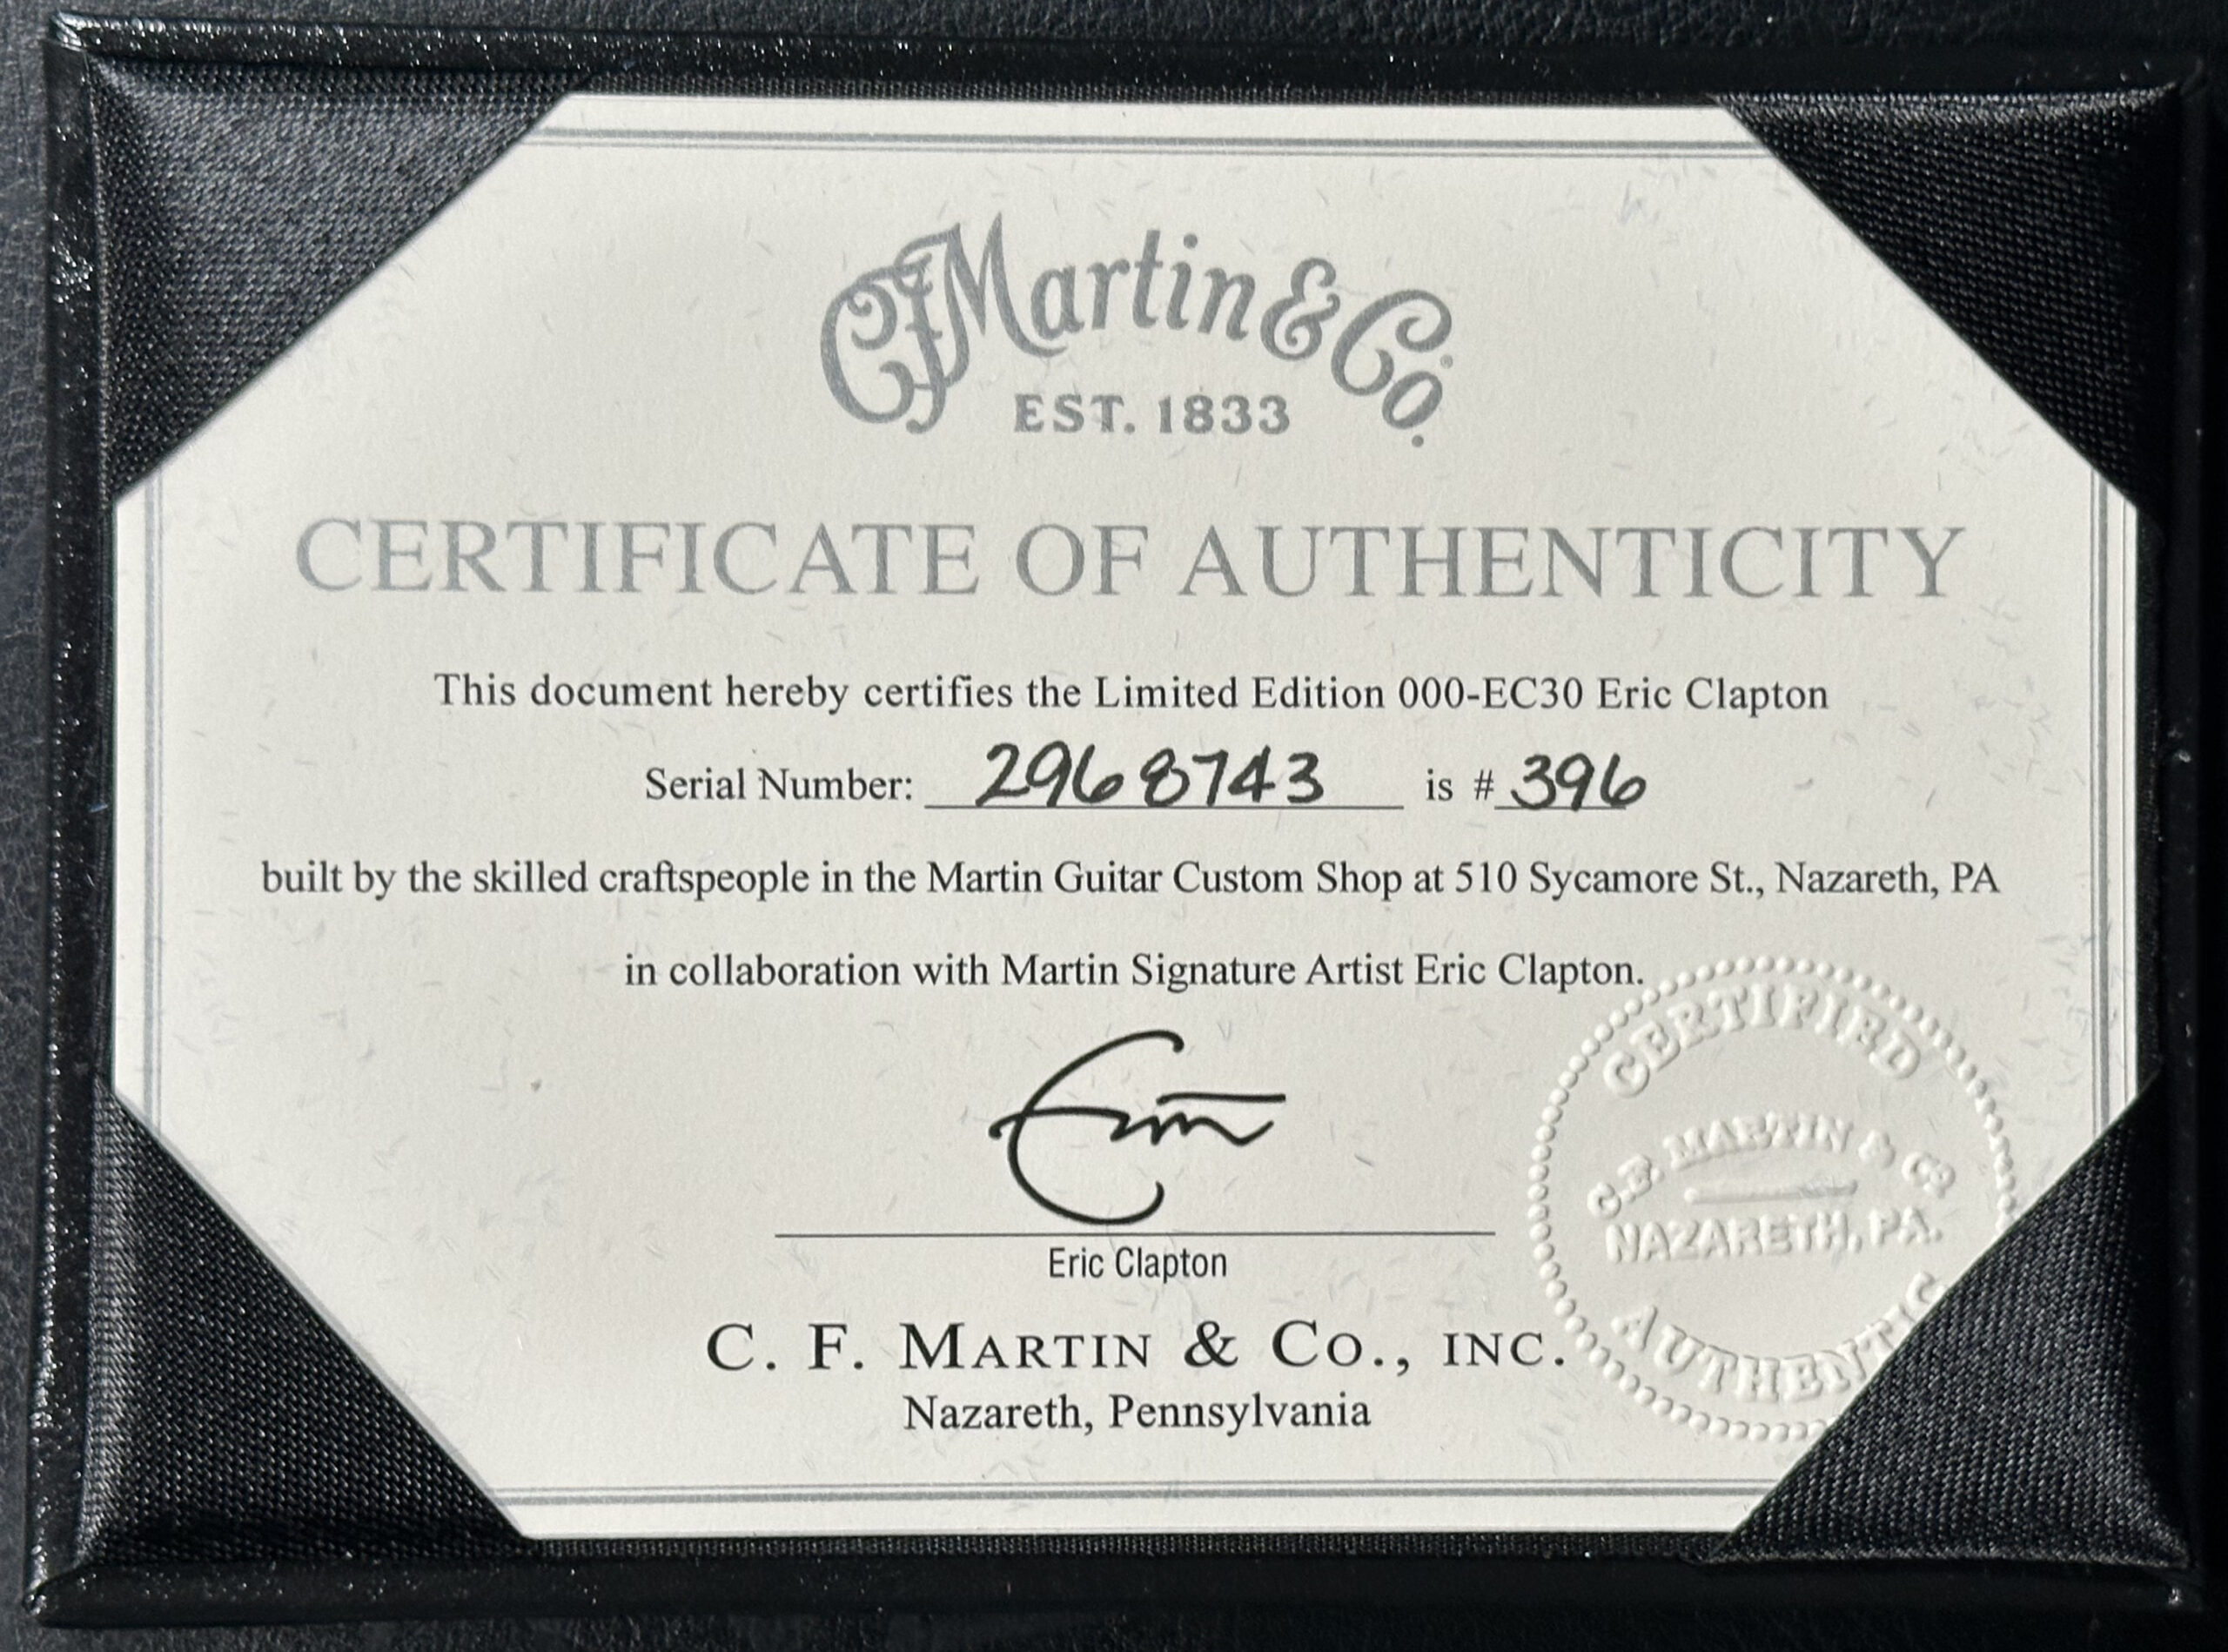 CF Martin & Co.
EST. 1833
CERTIFICATE OF AUTHENTICITY
This document hereby certifies the Limited Edition 000-EC30 Eric Clapton
Serial Number: 2968743 is # 396
built by the skilled craftspeople in the Martin Guitar Custom Shop at 510 Sycamore St., Nazareth, PA
in collaboration with Martin Signature Artist Eric Clapton.
Eric
Eric Clapton
C. F. MARTIN & CO., INC.
Nazareth, Pennsylvania
CERTIFIED
C.F. MARTIN & CO
NAZARETH, PA.
AUTHENTIC